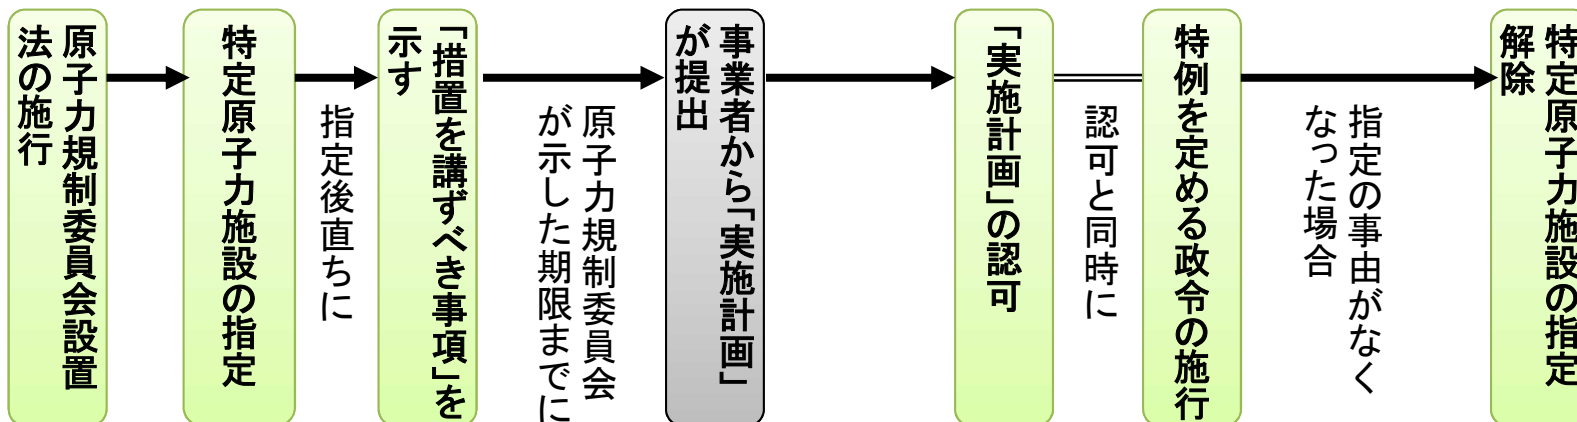 原子力規制委員会設置
法の施行
特定原子力施設の指定
指定後直ちに
「措置を講ずべき事項」を
示す
原子力規制委員会
が示した期限までに
事業者から「実施計画」
が提出
「実施計画」の認可
認可と同時に
特例を定める政令の施行
指定の事由がなく
なった場合
特定原子力施設の指定
解除